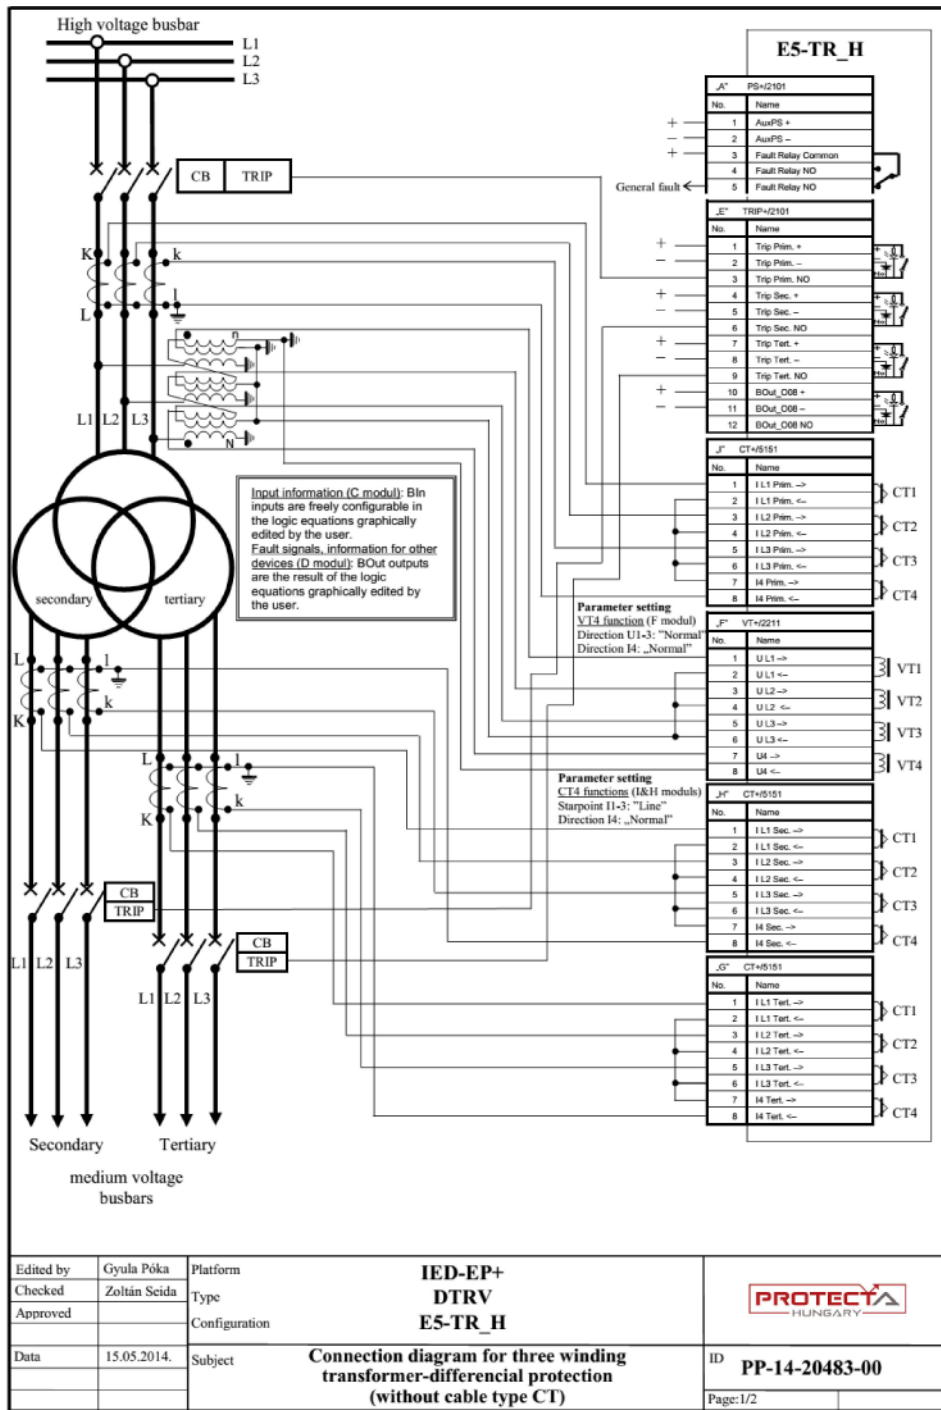 High voltage busbar
L1
L2
L3
E5-TR_H
CB TRIP
General fault
„A" PS+/2101
No. Name
1 AuxPS +
2 AuxPS –
3 Fault Relay Common
4 Fault Relay NO
5 Fault Relay NO
+
–
+
„E" TRIP+/2101
No. Name
1 Trip Prim. +
2 Trip Prim. –
3 Trip Prim. NO
4 Trip Sec. +
5 Trip Sec. –
6 Trip Sec. NO
7 Trip Tert. +
8 Trip Tert. –
9 Trip Tert. NO
10 BOut_O08 +
11 BOut_O08 –
12 BOut_O08 NO
+
–
+
–
+
–
+
–
K
k
L
l
n
N
L1 L2 L3
Input information (C modul): BIn
inputs are freely configurable in
the logic equations graphically
edited by the user.
Fault signals, information for other
devices (D modul): BOut outputs
are the result of the logic
equations graphically edited by
the user.
„I" CT+/5151
No. Name
1 I L1 Prim. –>
2 I L1 Prim. <–
3 I L2 Prim. –>
4 I L2 Prim. <–
5 I L3 Prim. –>
6 I L3 Prim. <–
7 I4 Prim. –>
8 I4 Prim. <–
CT1
CT2
CT3
CT4
secondary
tertiary
Parameter setting
VT4 function (F modul)
Direction U1-3: "Normal"
Direction I4: „Normal"
„F" VT+/2211
No. Name
1 U L1 –>
2 U L1 <–
3 U L2 –>
4 U L2 <–
5 U L3 –>
6 U L3 <–
7 U4 –>
8 U4 <–
VT1
VT2
VT3
VT4
L
l
K
k
L
l
K
k
Parameter setting
CT4 functions (I&H moduls)
Starpoint I1-3: "Line"
Direction I4: „Normal"
„H" CT+/5151
No. Name
1 I L1 Sec. –>
2 I L1 Sec. <–
3 I L2 Sec. –>
4 I L2 Sec. <–
5 I L3 Sec. –>
6 I L3 Sec. <–
7 I4 Sec. –>
8 I4 Sec. <–
CT1
CT2
CT3
CT4
CB
TRIP
CB
TRIP
L1 L2 L3
L1 L2 L3
„G" CT+/5151
No. Name
1 I L1 Tert. –>
2 I L1 Tert. <–
3 I L2 Tert. –>
4 I L2 Tert. <–
5 I L3 Tert. –>
6 I L3 Tert. <–
7 I4 Tert. –>
8 I4 Tert. <–
CT1
CT2
CT3
CT4
Secondary
Tertiary
medium voltage
busbars
Edited by Gyula Póka
Checked Zoltán Seida
Approved
Data 15.05.2014.
Platform IED-EP+
Type DTRV
Configuration E5-TR_H
Subject Connection diagram for three winding
transformer-differencial protection
(without cable type CT)
PROTECTA
HUNGARY
ID PP-14-20483-00
Page:1/2